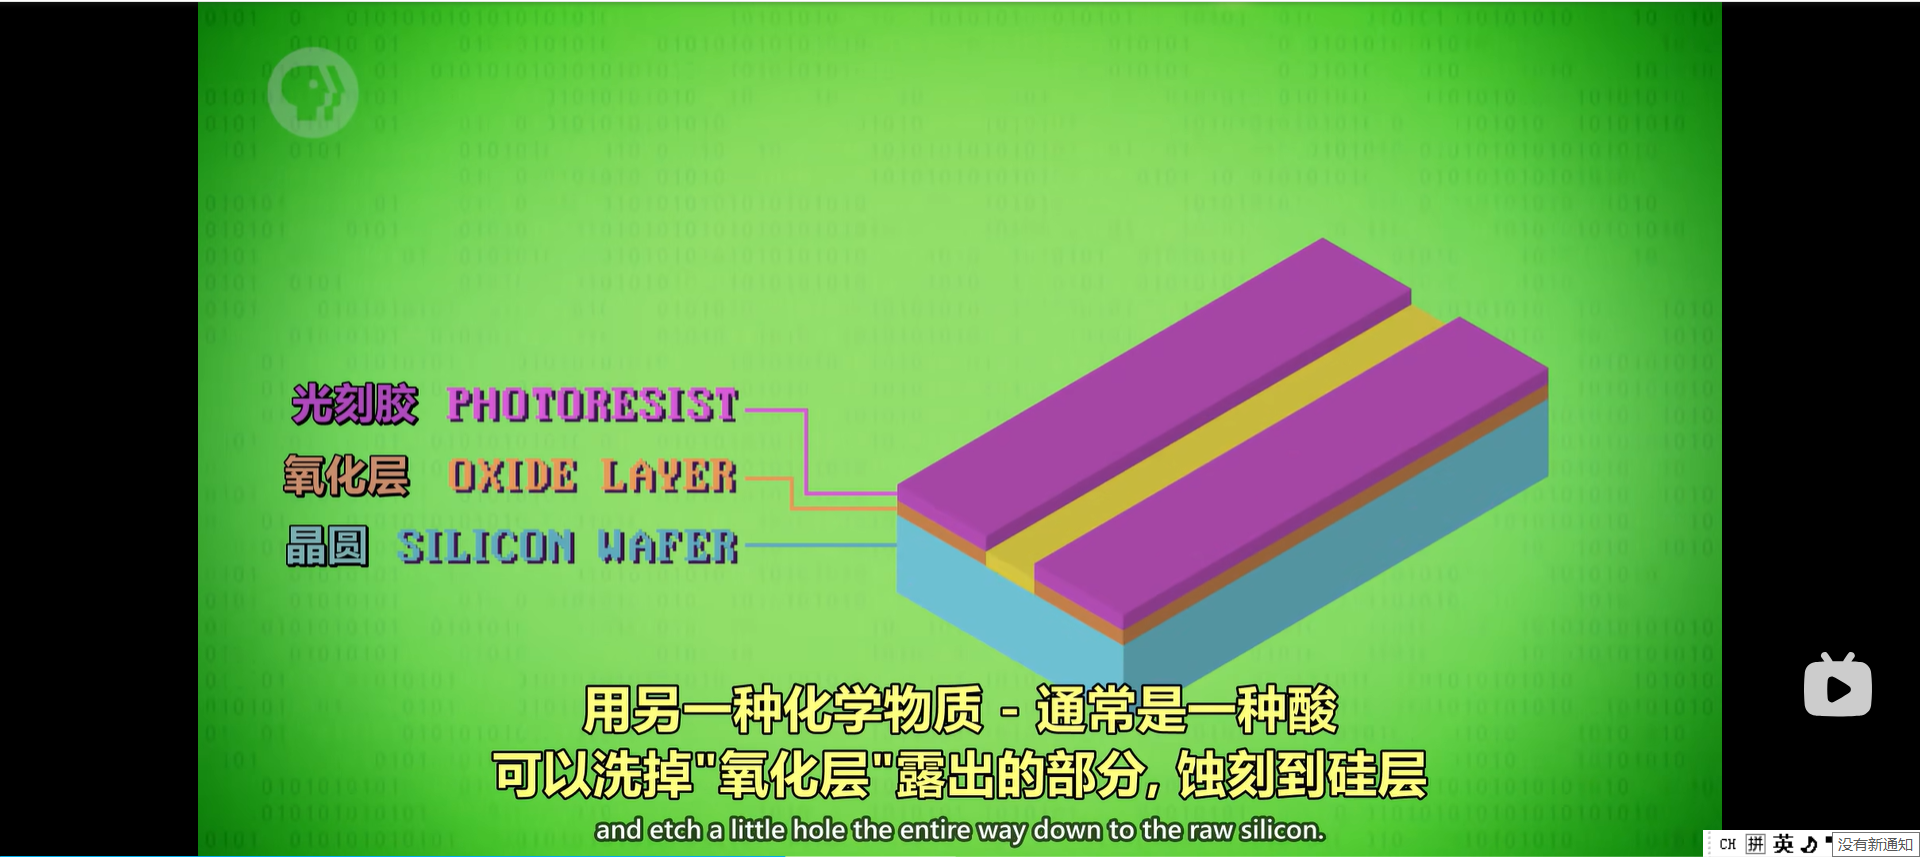 光刻胶 PHOTORESIST
氧化层 OXIDE LAYER
晶圆 SILICON WAFER
用另一种化学物质 - 通常是一种酸
可以洗掉"氧化层"露出的部分, 蚀刻到硅层
and etch a little hole the entire way down to the raw silicon.
CH 拼 英
没有新通知